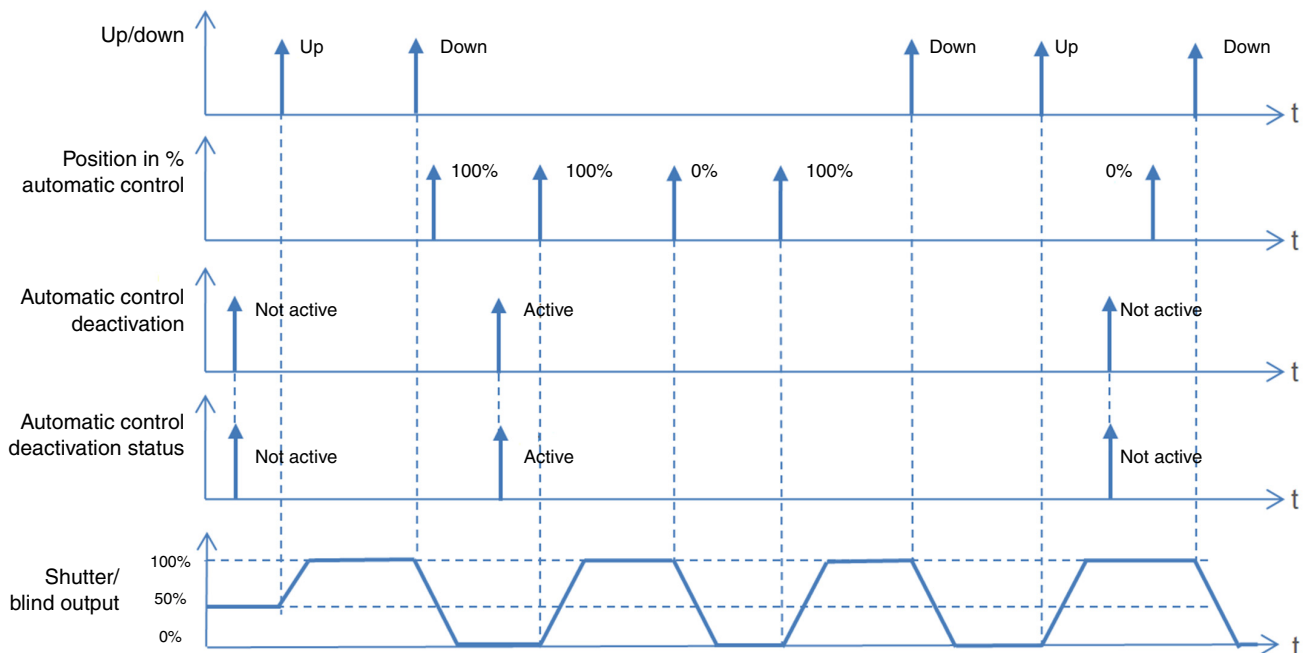 Up/down
Up
Down
Down
Up
Down
t
Position in %
automatic control
100%
100%
0%
100%
0%
t
Automatic control
deactivation
Not active
Active
Not active
t
Automatic control
deactivation status
Not active
Active
Not active
t
Shutter/
blind output
100%
50%
0%
t